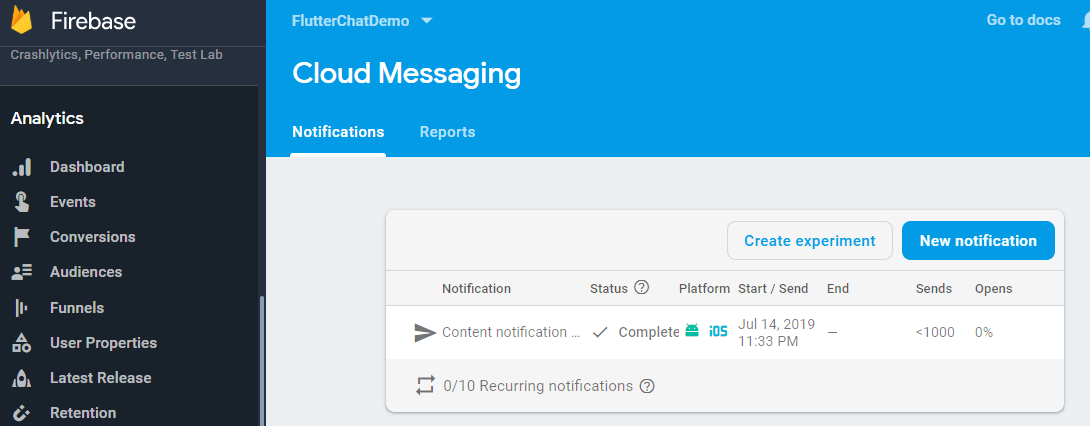 Firebase
Crashlytics, Performance, Test Lab
Analytics
Dashboard
Events
Conversions
Audiences
Funnels
User Properties
Latest Release
Retention
FlutterChatDemo
Go to docs
Cloud Messaging
Notifications Reports
Create experiment New notification
Notification Status Platform Start / Send End Sends Opens
Content notification ... Complete iOS Jul 14, 2019 — <1000 0%
11:33 PM
0/10 Recurring notifications